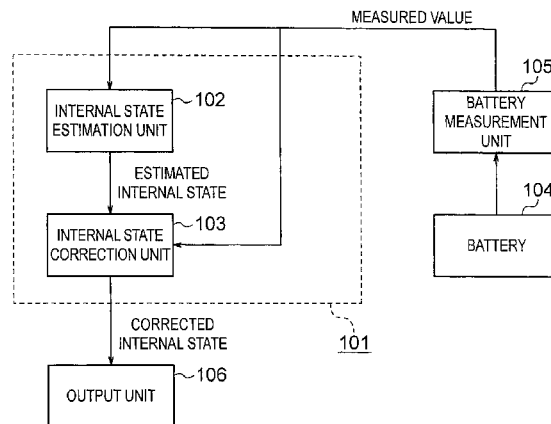 MEASURED VALUE
102
INTERNAL STATE
ESTIMATION UNIT
105
BATTERY
MEASUREMENT
UNIT
ESTIMATED
INTERNAL STATE
103
INTERNAL STATE
CORRECTION UNIT
104
BATTERY
CORRECTED
INTERNAL STATE
101
106
OUTPUT UNIT